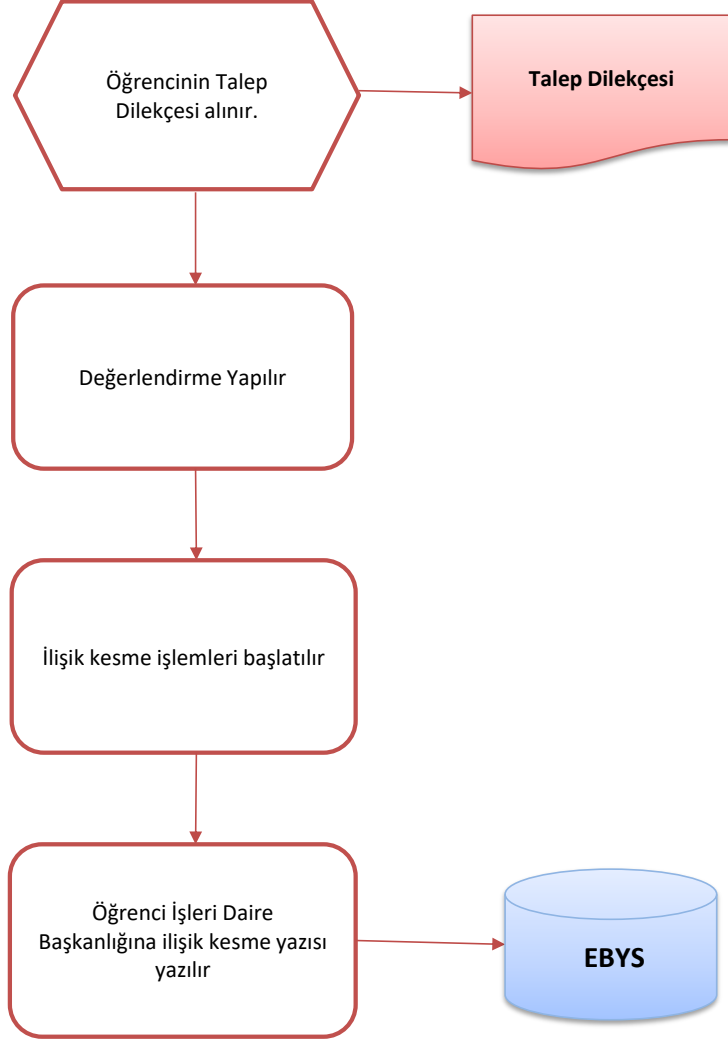 Öğrencinin Talep
Dilekçesi alınır.
Talep Dilekçesi
Değerlendirme Yapılır
İlişik kesme işlemleri başlatılır
Öğrenci İşleri Daire
Başkanlığına ilişik kesme yazısı
yazılır
EBYS